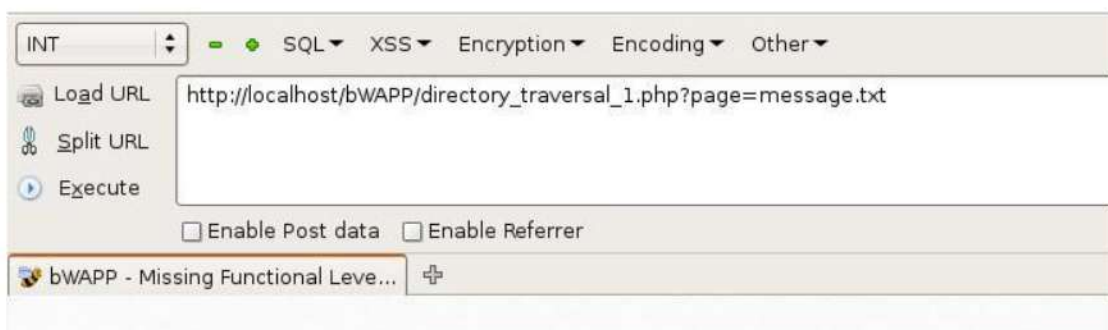 INT SQL XSS Encryption Encoding Other
Load URL http://localhost/bWAPP/directory_traversal_1.php?page=message.txt
Split URL
Execute
Enable Post data Enable Referrer
bWAPP - Missing Functional Leve...